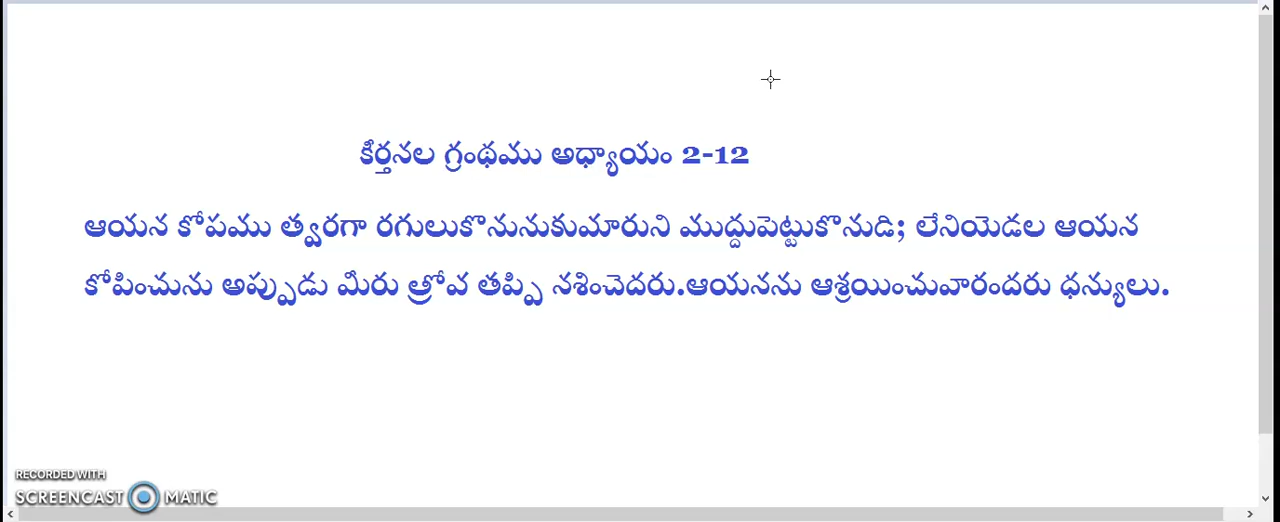 కీర్తనల గ్రంథము అధ్యాయం 2-12
ఆయన కోపము త్వరగా రగులుకొనునుకుమారుని ముద్దుపెట్టుకొనుడి; లేనియెడల ఆయన
కోపించును అప్పుడు మీరు త్రోవ తప్పి నశించెదరు.ఆయనను ఆశ్రయించువారందరు ధన్యులు.
RECORDED WITH
SCREENCAST MATIC